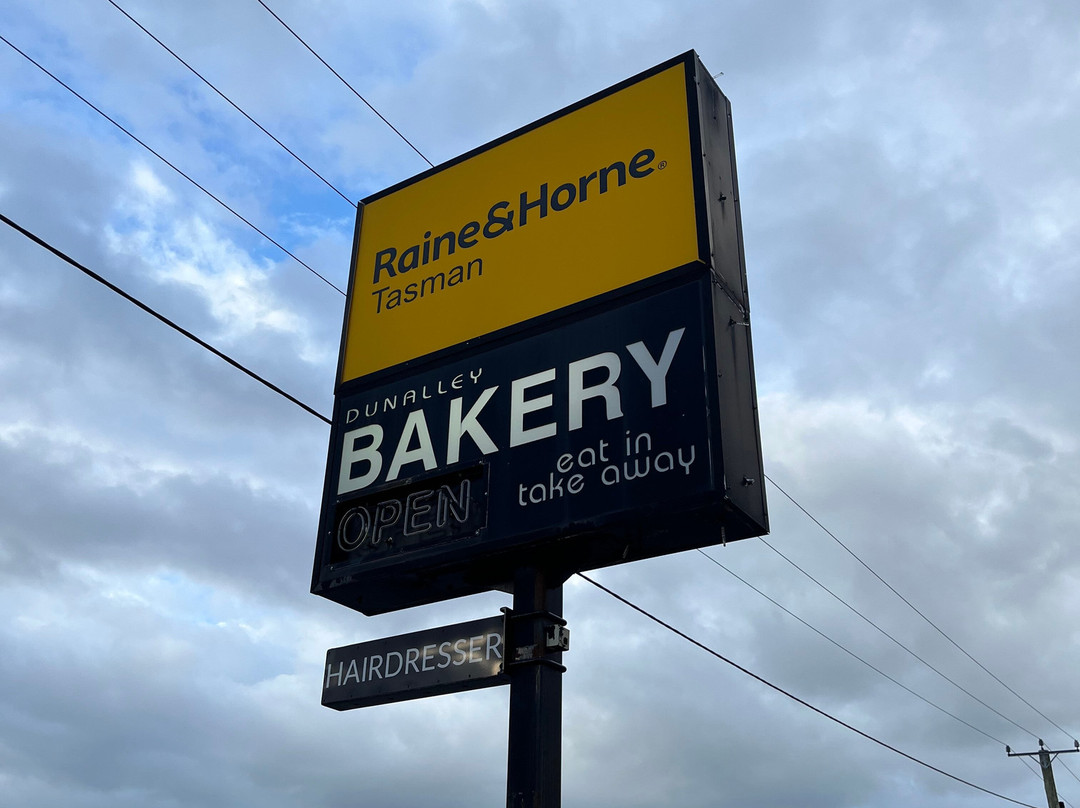 Raine&Horne®
Tasman
DUNALLEY
BAKERY
eat in
take away
OPEN
HAIRDRESSER